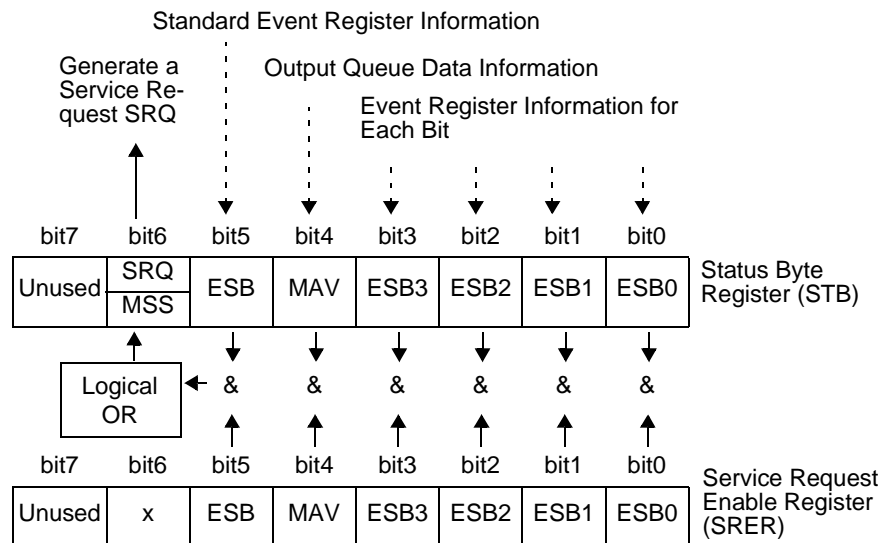 Standard Event Register Information
Generate a
Service Re-
quest SRQ
Output Queue Data Information
Event Register Information for
Each Bit
bit7 bit6 bit5 bit4 bit3 bit2 bit1 bit0
Unused SRQ MSS ESB MAV ESB3 ESB2 ESB1 ESB0
Status Byte
Register (STB)
Logical
OR
& & & & & &
bit7 bit6 bit5 bit4 bit3 bit2 bit1 bit0
Unused x ESB MAV ESB3 ESB2 ESB1 ESB0
Service Request
Enable Register
(SRER)